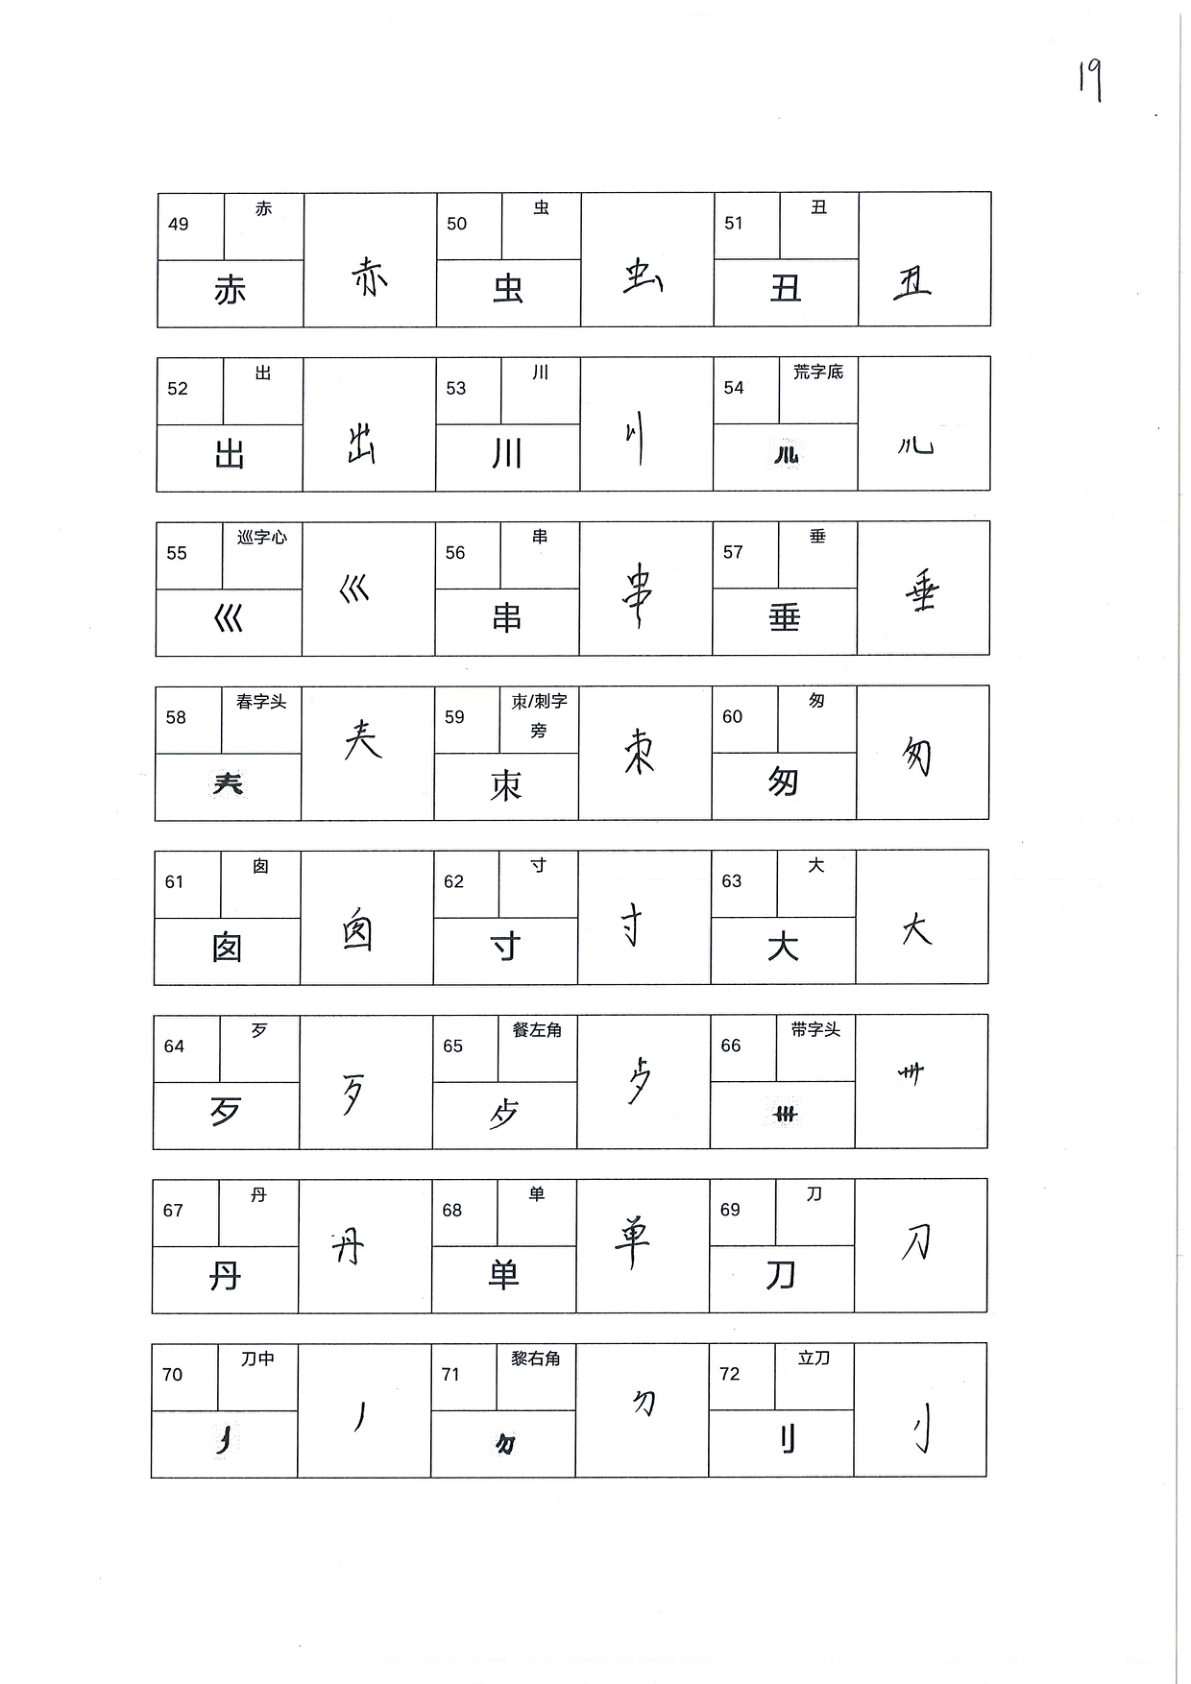 19
49 赤 赤 赤 50 虫 虫 虫 51 丑 丑 丑
52 出 出 出 53 川 川 川 54 荒字底 㐬
55 巡字心 巛 巛 56 串 串 串 57 垂 垂 垂
58 春字头 𡗗 𡗗 59 朿/刺字旁 朿 朿 60 匆 匆 匆
61 囱 囱 囱 62 寸 寸 寸 63 大 大 大
64 歹 歹 歹 65 餐左角 歺 歺 66 带字头 卌
67 丹 丹 丹 68 单 单 单 69 刀 刀 刀
70 刀中 丿 71 黎右角 勿 72 立刀 刂 刂